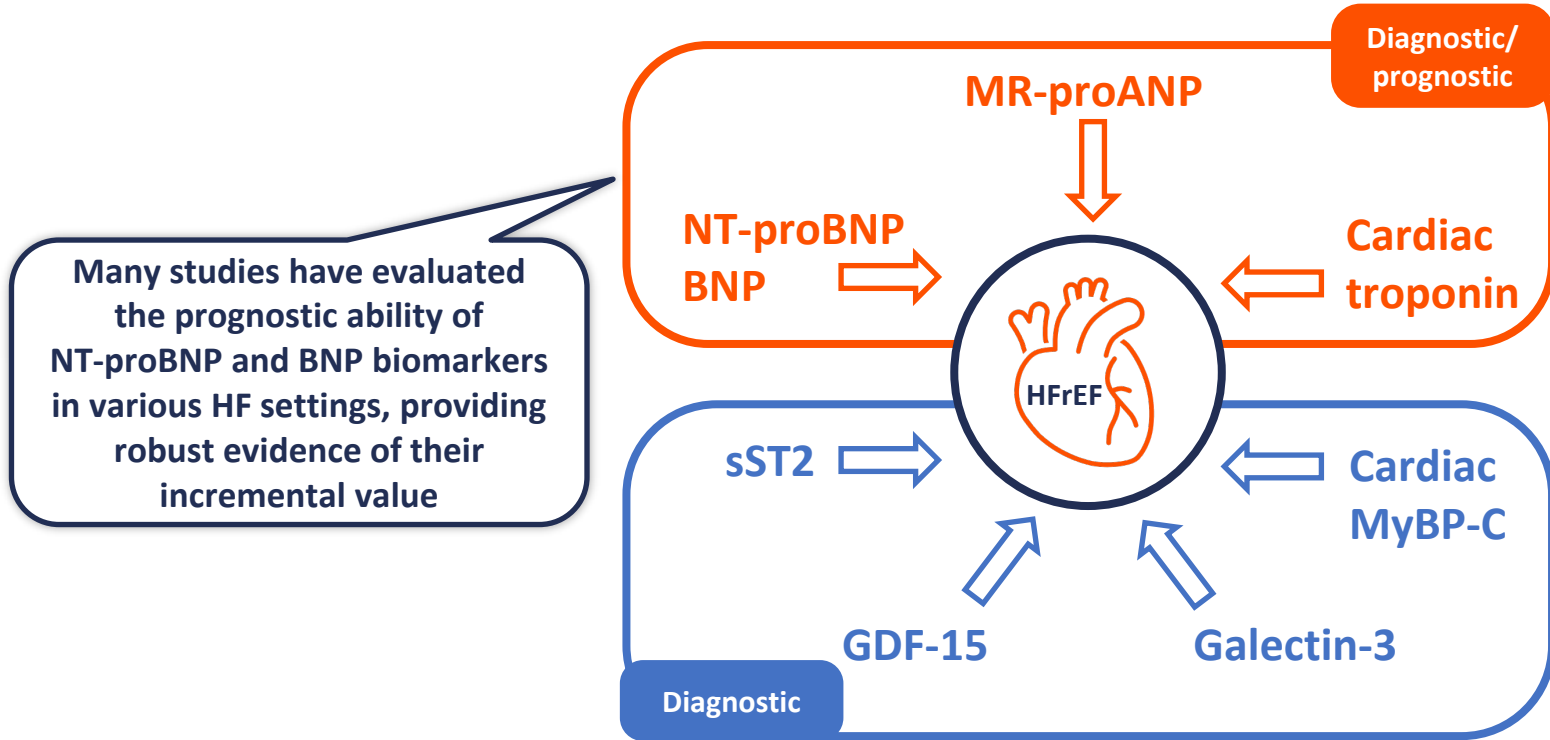 Diagnostic/
prognostic
MR-proANP
NT-proBNP
BNP
Cardiac
troponin
Many studies have evaluated
the prognostic ability of
NT-proBNP and BNP biomarkers
in various HF settings, providing
robust evidence of their
incremental value
HFrEF
sST2
Cardiac
MyBP-C
GDF-15
Galectin-3
Diagnostic